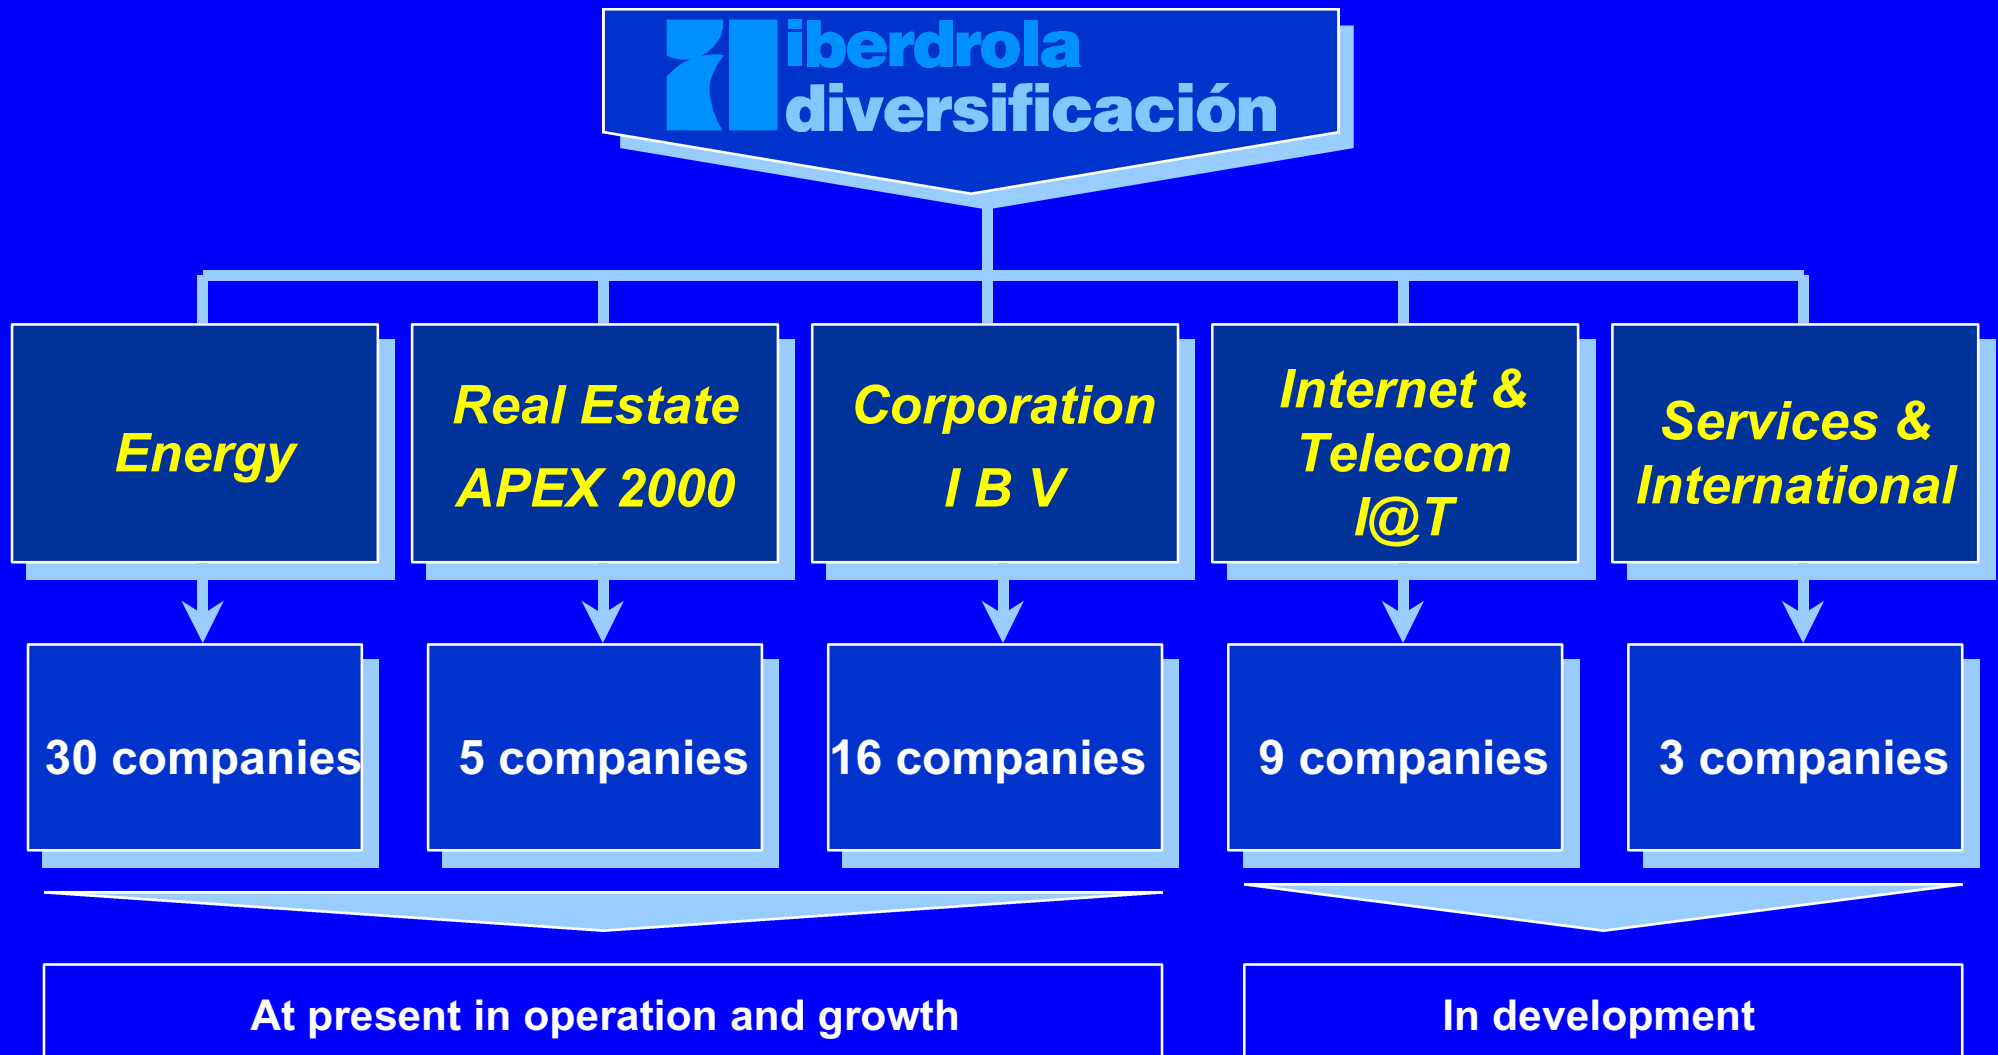 iberdrola
diversificación
Energy
Real Estate
APEX 2000
Corporation
I B V
Internet &
Telecom
I@T
Services &
International
30 companies
5 companies
16 companies
9 companies
3 companies
At present in operation and growth
In development